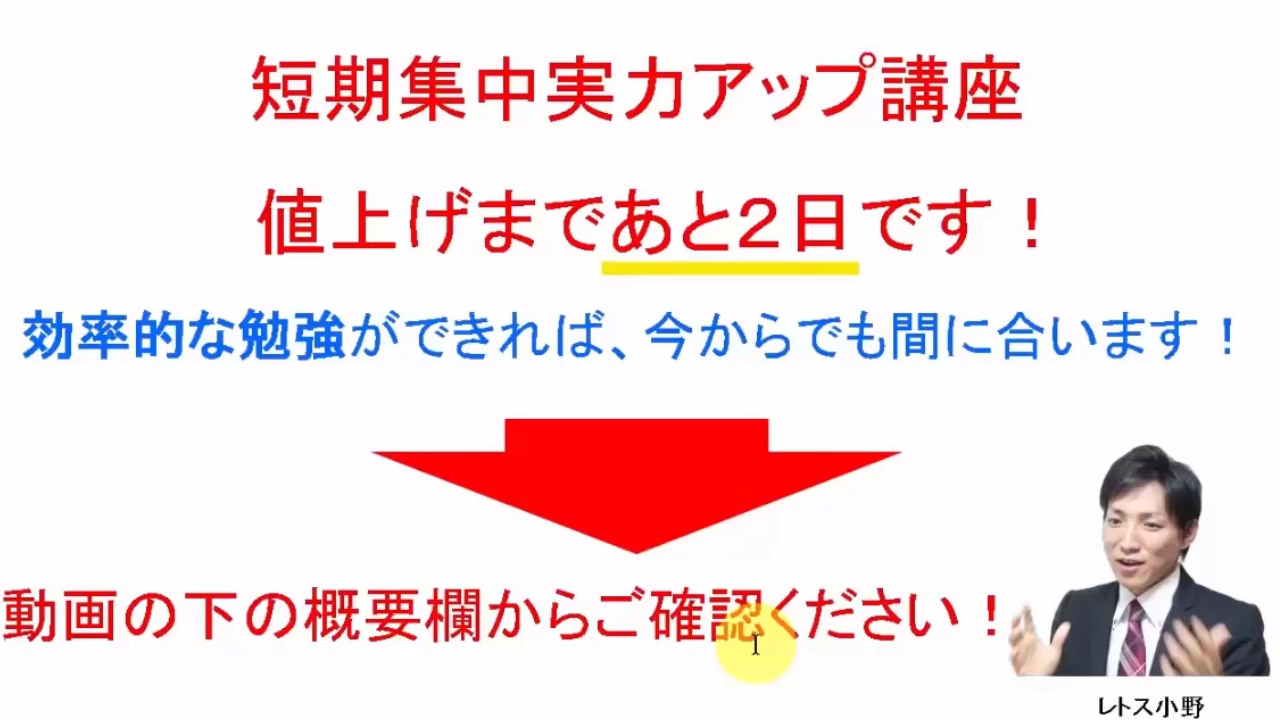 短期集中実力アップ講座
値上げまであと２日です！
効率的な勉強ができれば、今からでも間に合います！
動画の下の概要欄からご確認ください！
レトス小野